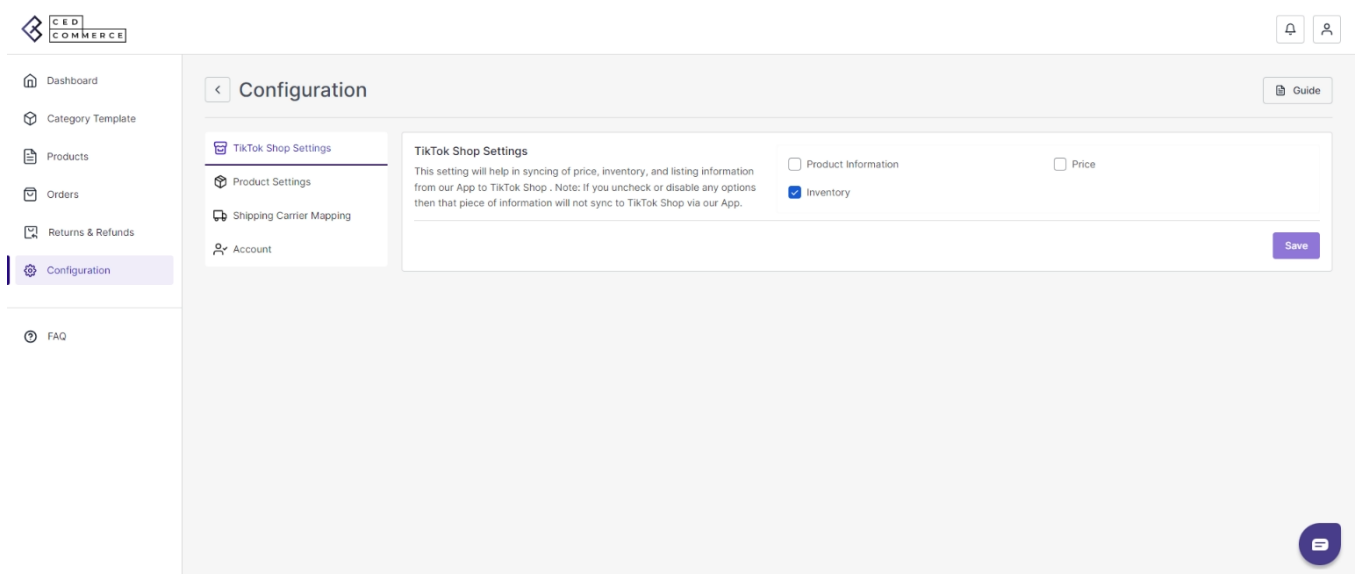 CED
COMMERCE
Dashboard
Category Template
Products
Orders
Returns & Refunds
Configuration
FAQ
Configuration
Guide
TikTok Shop Settings
Product Settings
Shipping Carrier Mapping
Account
TikTok Shop Settings
This setting will help in syncing of price, inventory, and listing information
from our App to TikTok Shop . Note: If you uncheck or disable any options
then that piece of information will not sync to TikTok Shop via our App.
Product Information
Price
Inventory
Save